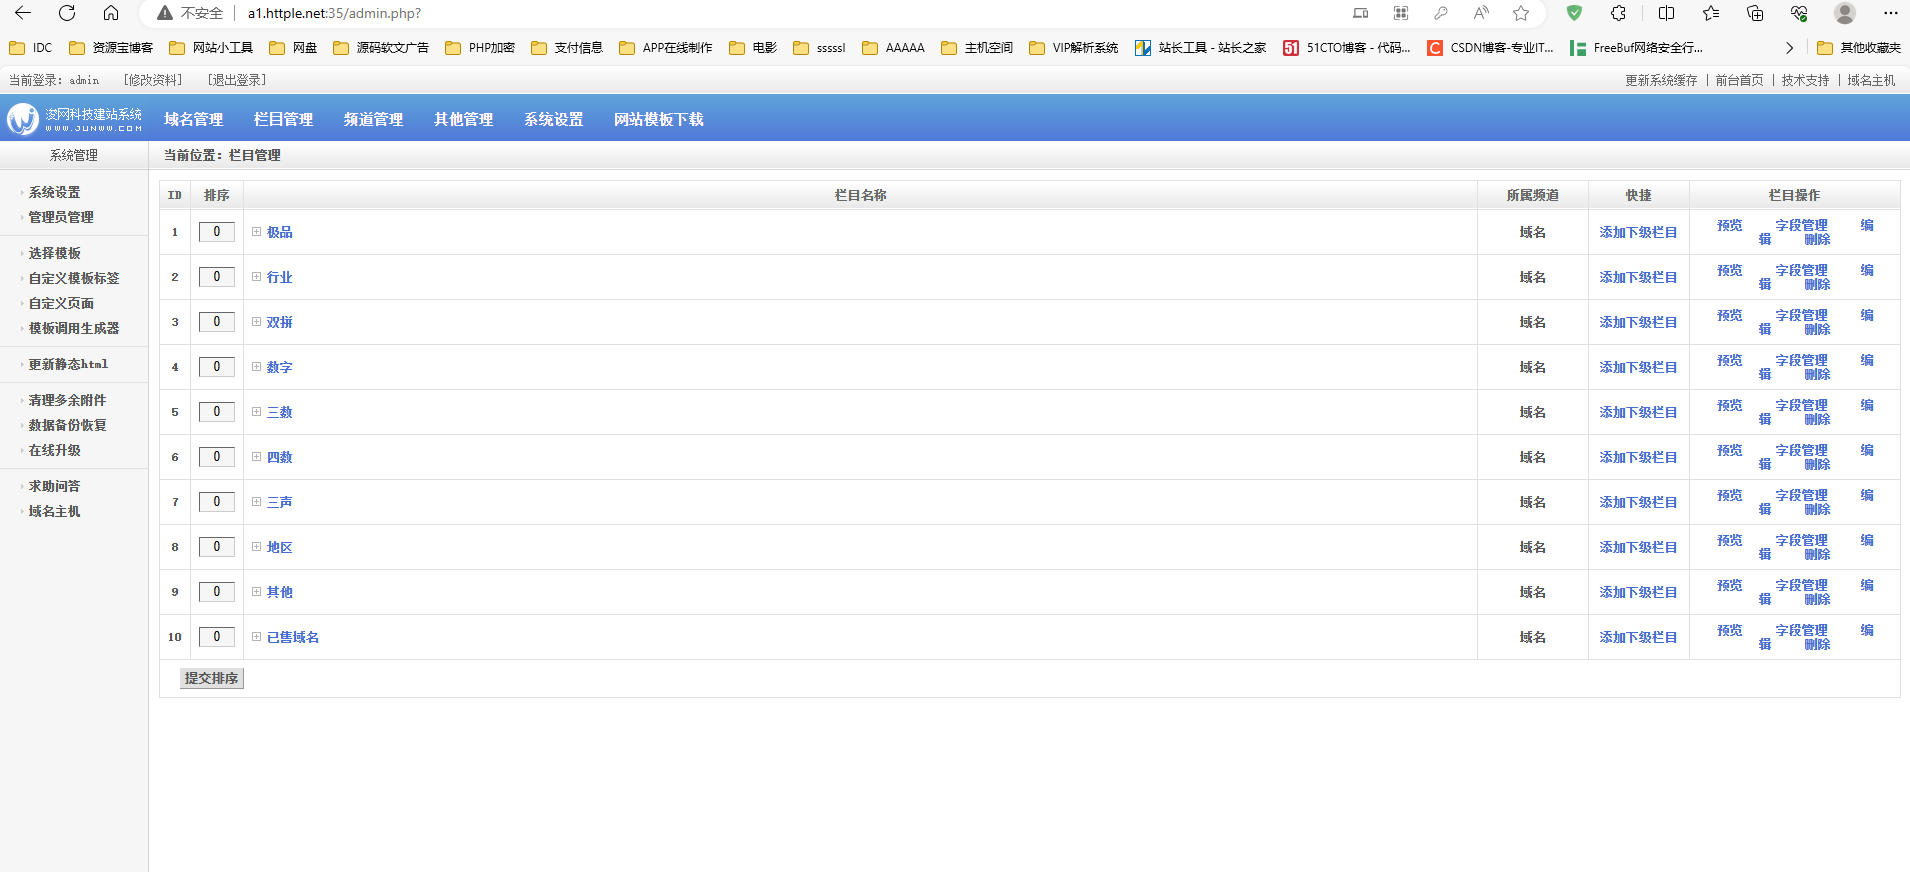 不安全 a1.httple.net:35/admin.php?
IDC 资源宝博客 网站小工具 网盘 源码软文广告 PHP加密 支付信息 APP在线制作 电影 sssssl AAAAA 主机空间 VIP解析系统 站长工具 - 站长之家 51CTO博客 - 代码... CSDN博客-专业IT... FreeBuf网络安全行... 其他收藏夹
当前登录: admin [修改资料] [退出登录] 更新系统缓存 | 前台首页 | 技术支持 | 域名主机
浚网科技建站系统
WWW.JUNWW.COM
域名管理 栏目管理 频道管理 其他管理 系统设置 网站模板下载
系统管理
系统设置
管理员管理
选择模板
自定义模板标签
自定义页面
模板调用生成器
更新静态html
清理多余附件
数据备份恢复
在线升级
求助问答
域名主机
当前位置：栏目管理
ID 排序 栏目名称 所属频道 快捷 栏目操作
1 0 极品 域名 添加下级栏目 预览 字段管理 编
辑 删除
2 0 行业 域名 添加下级栏目 预览 字段管理 编
辑 删除
3 0 双拼 域名 添加下级栏目 预览 字段管理 编
辑 删除
4 0 数字 域名 添加下级栏目 预览 字段管理 编
辑 删除
5 0 三数 域名 添加下级栏目 预览 字段管理 编
辑 删除
6 0 四数 域名 添加下级栏目 预览 字段管理 编
辑 删除
7 0 三声 域名 添加下级栏目 预览 字段管理 编
辑 删除
8 0 地区 域名 添加下级栏目 预览 字段管理 编
辑 删除
9 0 其他 域名 添加下级栏目 预览 字段管理 编
辑 删除
10 0 已售域名 域名 添加下级栏目 预览 字段管理 编
辑 删除
提交排序